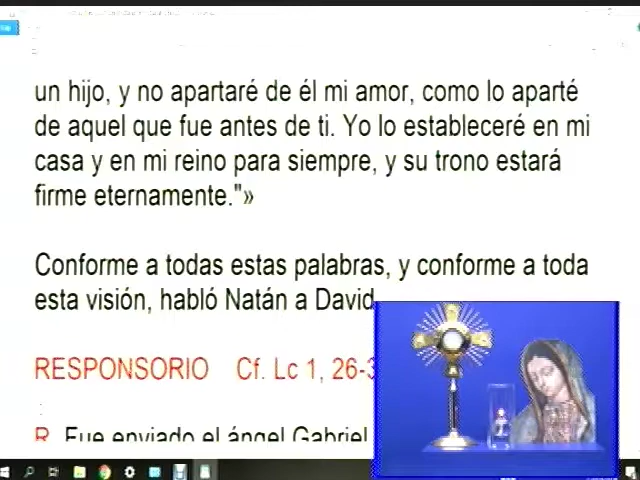 un hijo, y no apartaré de él mi amor, como lo aparté
de aquel que fue antes de ti. Yo lo estableceré en mi
casa y en mi reino para siempre, y su trono estará
firme eternamente."»
Conforme a todas estas palabras, y conforme a toda
esta visión, habló Natán a David
RESPONSORIO Cf. Lc 1, 26-3
R. Fue enviado el ángel Gabriel